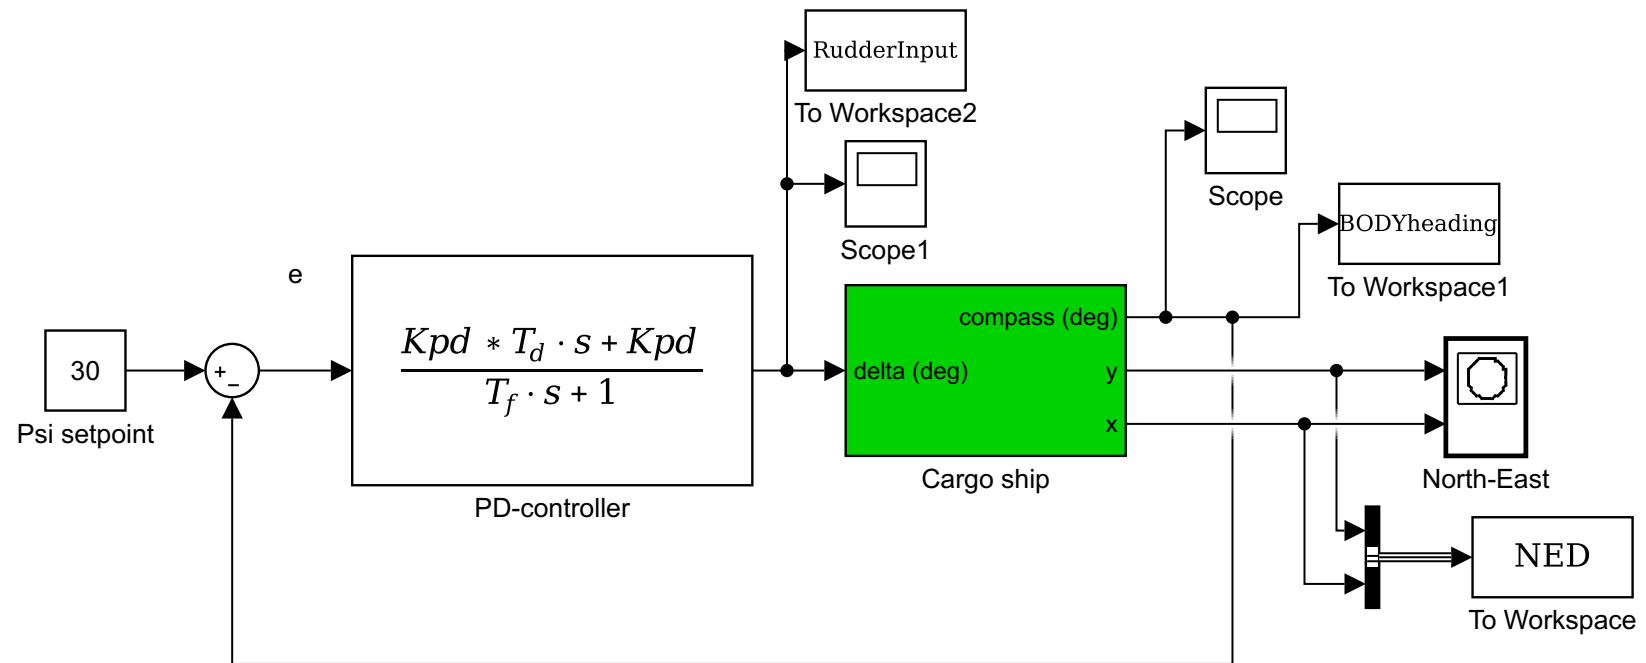 RudderInput
To Workspace2
Scope
Scope1
BODYheading
To Workspace1
e
30
Psi setpoint
+
−
Kpd * T_d · s + Kpd
T_f · s + 1
PD-controller
compass (deg)
delta (deg)
y
x
Cargo ship
North-East
NED
To Workspace